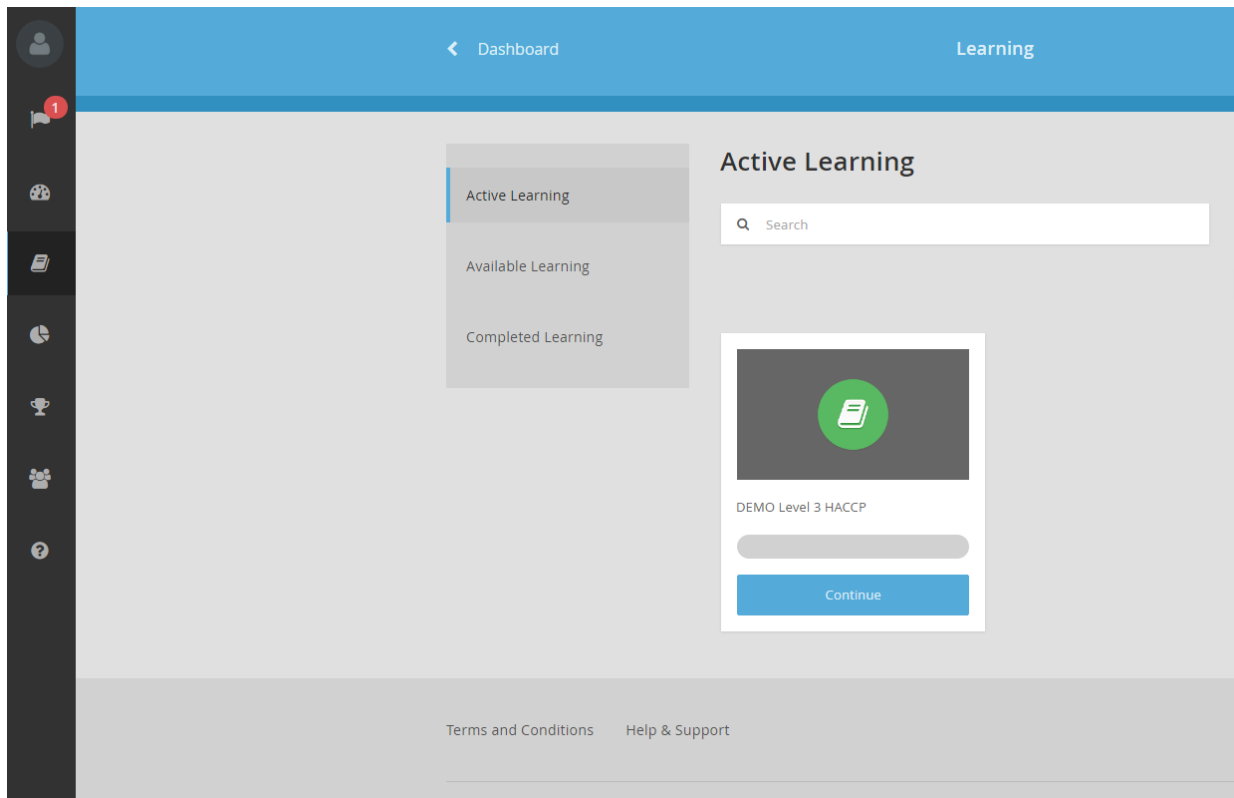 Dashboard
Learning
1
Active Learning
Available Learning
Completed Learning
Active Learning
Search
DEMO Level 3 HACCP
Continue
Terms and Conditions
Help & Support